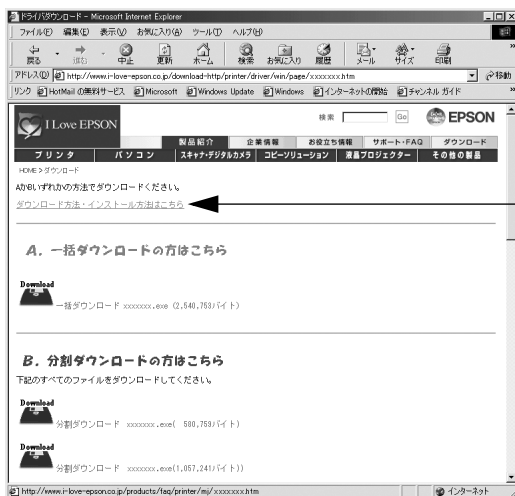 ドライバダウンロード - Microsoft Internet Explorer
ファイル(F) 編集(E) 表示(V) お気に入り(A) ツール(T) ヘルプ(H)
戻る 進む 中止 更新 ホーム 検索 お気に入り 履歴 メール サイズ 印刷
アドレス(D) http://www.i-love-epson.co.jp/download-http/printer/driver/win/page/xxxxxxx.htm 移動
リンク HotMail の無料サービス Microsoft Windows Update Windows インターネットの開始 チャンネル ガイド
I Love EPSON 検索 Go EPSON
製品紹介 企業情報 お役立ち情報 サポート・FAQ ダウンロード
プリンタ パソコン スキャナ・デジタルカメラ コピーソリューション 液晶プロジェクター その他の製品
HOME > ダウンロード
AかBいずれかの方法でダウンロードください。
ダウンロード方法・インストール方法はこちら
A. 一括ダウンロードの方はこちら
Download
一括ダウンロード xxxxxxx.exe (2,540,753バイト)
B. 分割ダウンロードの方はこちら
下記のすべてのファイルをダウンロードしてください。
Download
分割ダウンロード xxxxxxx.exe( 580,753バイト)
Download
分割ダウンロード xxxxxxx.exe(1,057,241バイト))
http://www.i-love-epson.co.jp/products/faq/printer/mj/xxxxxxx.htm インターネット